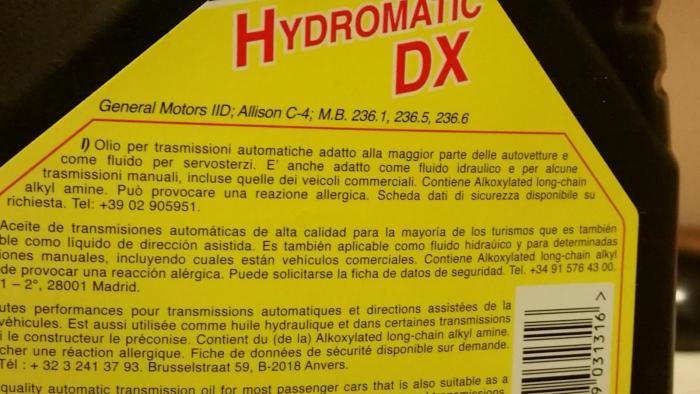 HYDROMATIC
DX
General Motors IID; Allison C-4; M.B. 236.1, 236.5, 236.6
I) Olio per trasmissioni automatiche adatto alla maggior parte delle autovetture e
come fluido per servosterzi. E' anche adatto come fluido idraulico e per alcune
trasmissioni manuali, incluse quelle dei veicoli commerciali. Contiene Alkoxylated long-chain
alkyl amine. Può provocare una reazione allergica. Scheda dati di sicurezza disponibile su
richiesta. Tel: +39 02 905951.
Aceite de transmisiones automáticas de alta calidad para la mayoría de los turismos que es también
ble como líquido de dirección asistida. Es también aplicable como fluido hidraúico y para determinadas
iones manuales, incluyendo cuales están vehículos comerciales. Contiene Alkoxylated long-chain alkyl
de provocar una reacción alérgica. Puede solicitarse la ficha de datos de seguridad. Tel. +34 91 576 43 00.
1 – 2°, 28001 Madrid.
utes performances pour transmissions automatiques et directions assistées de la
véhicules. Est aussi utilisée comme huile hydraulique et dans certaines transmissions
i le constructeur le préconise. Contient du (de la) Alkoxylated long-chain alkyl amine.
cher une réaction allergique. Fiche de données de sécurité disponible sur demande.
Tél : + 32 3 241 37 93. Brusselstraat 59, B-2018 Anvers.
quality automatic transmission oil for most passenger cars that is also suitable as a
9 031316 >